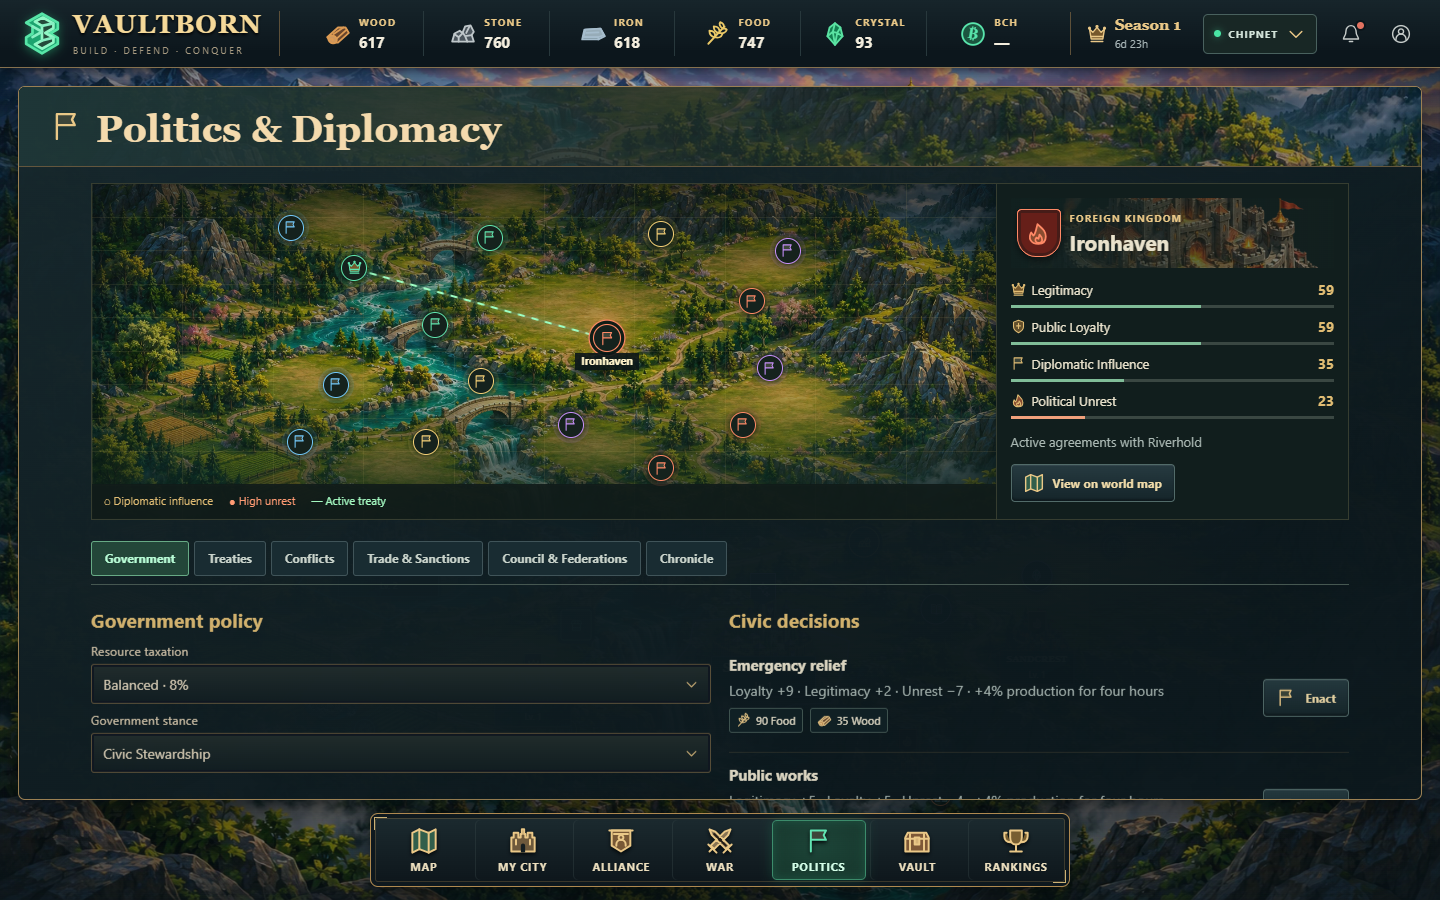 VAULTBORN
BUILD · DEFEND · CONQUER
WOOD
617
STONE
760
IRON
618
FOOD
747
CRYSTAL
93
BCH
—
Season 1
6d 23h
CHIPNET
Politics & Diplomacy
Ironhaven
Diplomatic influence
High unrest
Active treaty
FOREIGN KINGDOM
Ironhaven
Legitimacy 59
Public Loyalty 59
Diplomatic Influence 35
Political Unrest 23
Active agreements with Riverhold
View on world map
Government
Treaties
Conflicts
Trade & Sanctions
Council & Federations
Chronicle
Government policy
Resource taxation
Balanced · 8%
Government stance
Civic Stewardship
Civic decisions
Emergency relief
Loyalty +9 · Legitimacy +2 · Unrest −7 · +4% production for four hours
90 Food
35 Wood
Enact
Public works
MAP
MY CITY
ALLIANCE
WAR
POLITICS
VAULT
RANKINGS